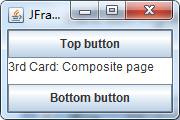 JFra...
Top button
3rd Card: Composite page
Bottom button